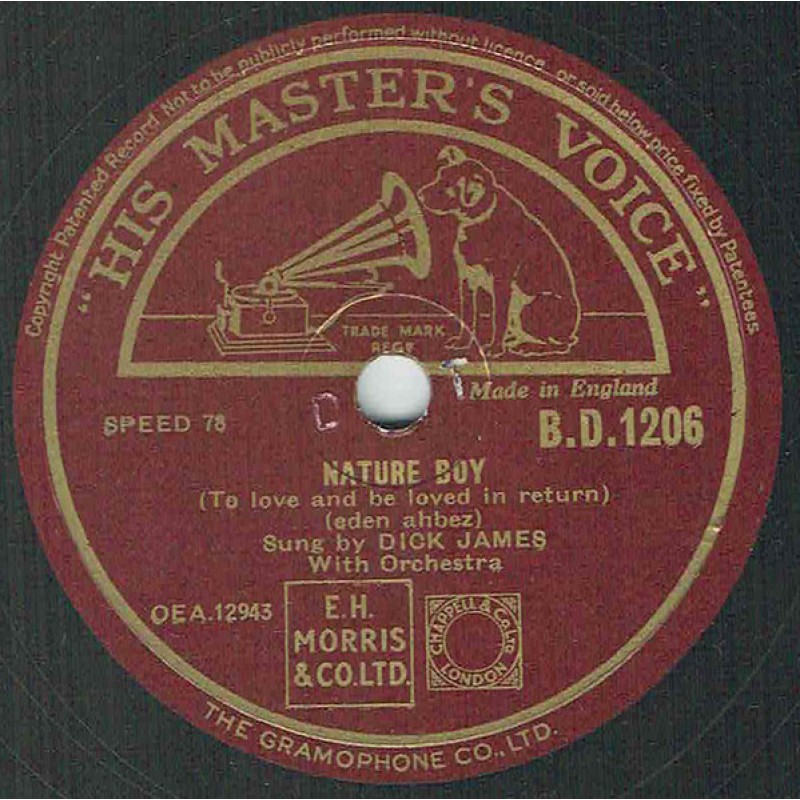 Copyright. Patented Record. Not to be publicly performed without licence, or sold below price fixed by Patentees
"HIS MASTER'S VOICE"
TRADE MARK
REGD
D
T
Made in England
SPEED 78
B.D.1206
NATURE BOY
(To love and be loved in return)
(eden ahbez)
Sung by DICK JAMES
With Orchestra
OEA.12943
E.H.
MORRIS
& CO.LTD.
CHAPPELL & Co Ltd
LONDON
THE GRAMOPHONE CO., LTD.